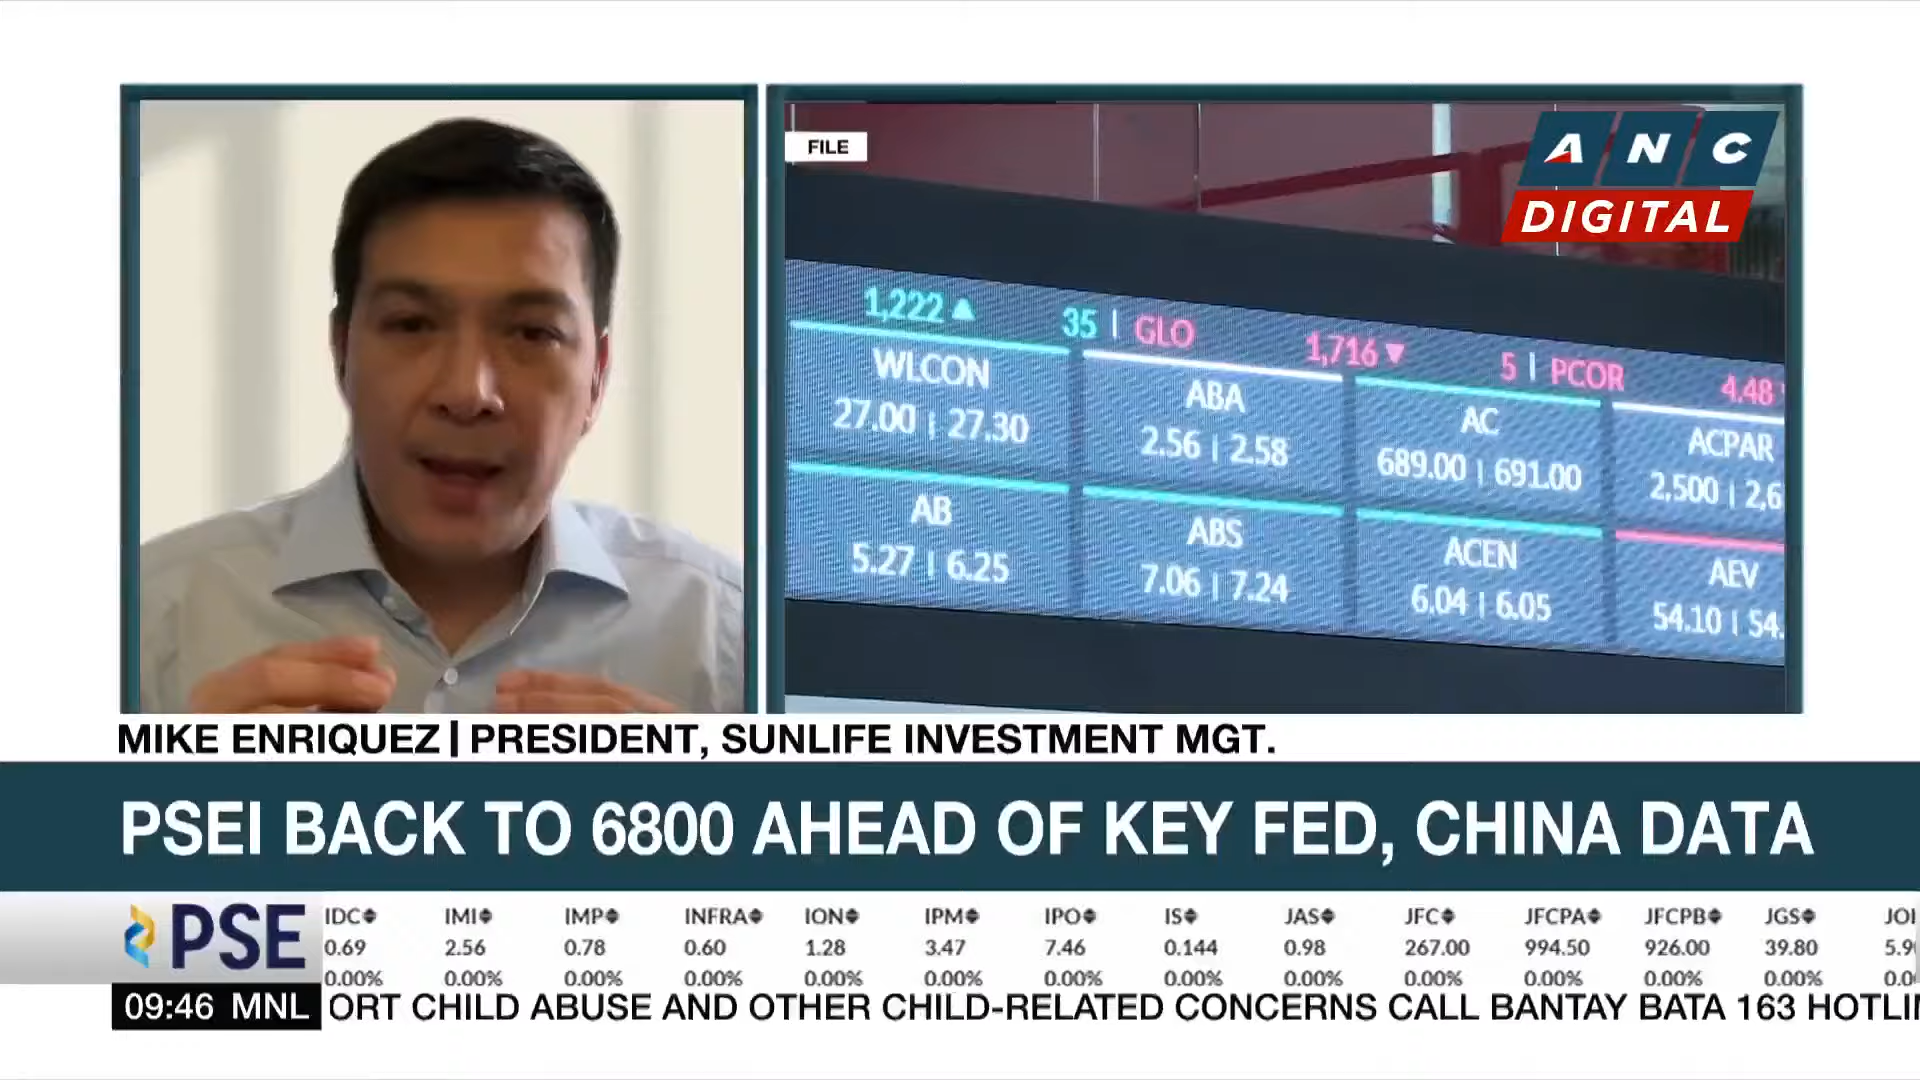 FILE
ANC
DIGITAL
1,222▲ 35 | GLO 1,716▼ 5 | PCOR 4.48
WLCON ABA AC ACPAR
27.00 | 27.30 2.56 | 2.58 689.00 | 691.00 2,500 | 2,6
AB ABS ACEN AEV
5.27 | 6.25 7.06 | 7.24 6.04 | 6.05 54.10 | 54.
MIKE ENRIQUEZ | PRESIDENT, SUNLIFE INVESTMENT MGT.
PSEI BACK TO 6800 AHEAD OF KEY FED, CHINA DATA
PSE
IDC IMI IMP INFRA ION IPM IPO IS JAS JFC JFCPA JFCPB JGS JOI
0.69 2.56 0.78 0.60 1.28 3.47 7.46 0.144 0.98 267.00 994.50 926.00 39.80 5.9
0.00% 0.00% 0.00% 0.00% 0.00% 0.00% 0.00% 0.00% 0.00% 0.00% 0.00% 0.00% 0.00% 0.0
09:46 MNL ORT CHILD ABUSE AND OTHER CHILD-RELATED CONCERNS CALL BANTAY BATA 163 HOTLI